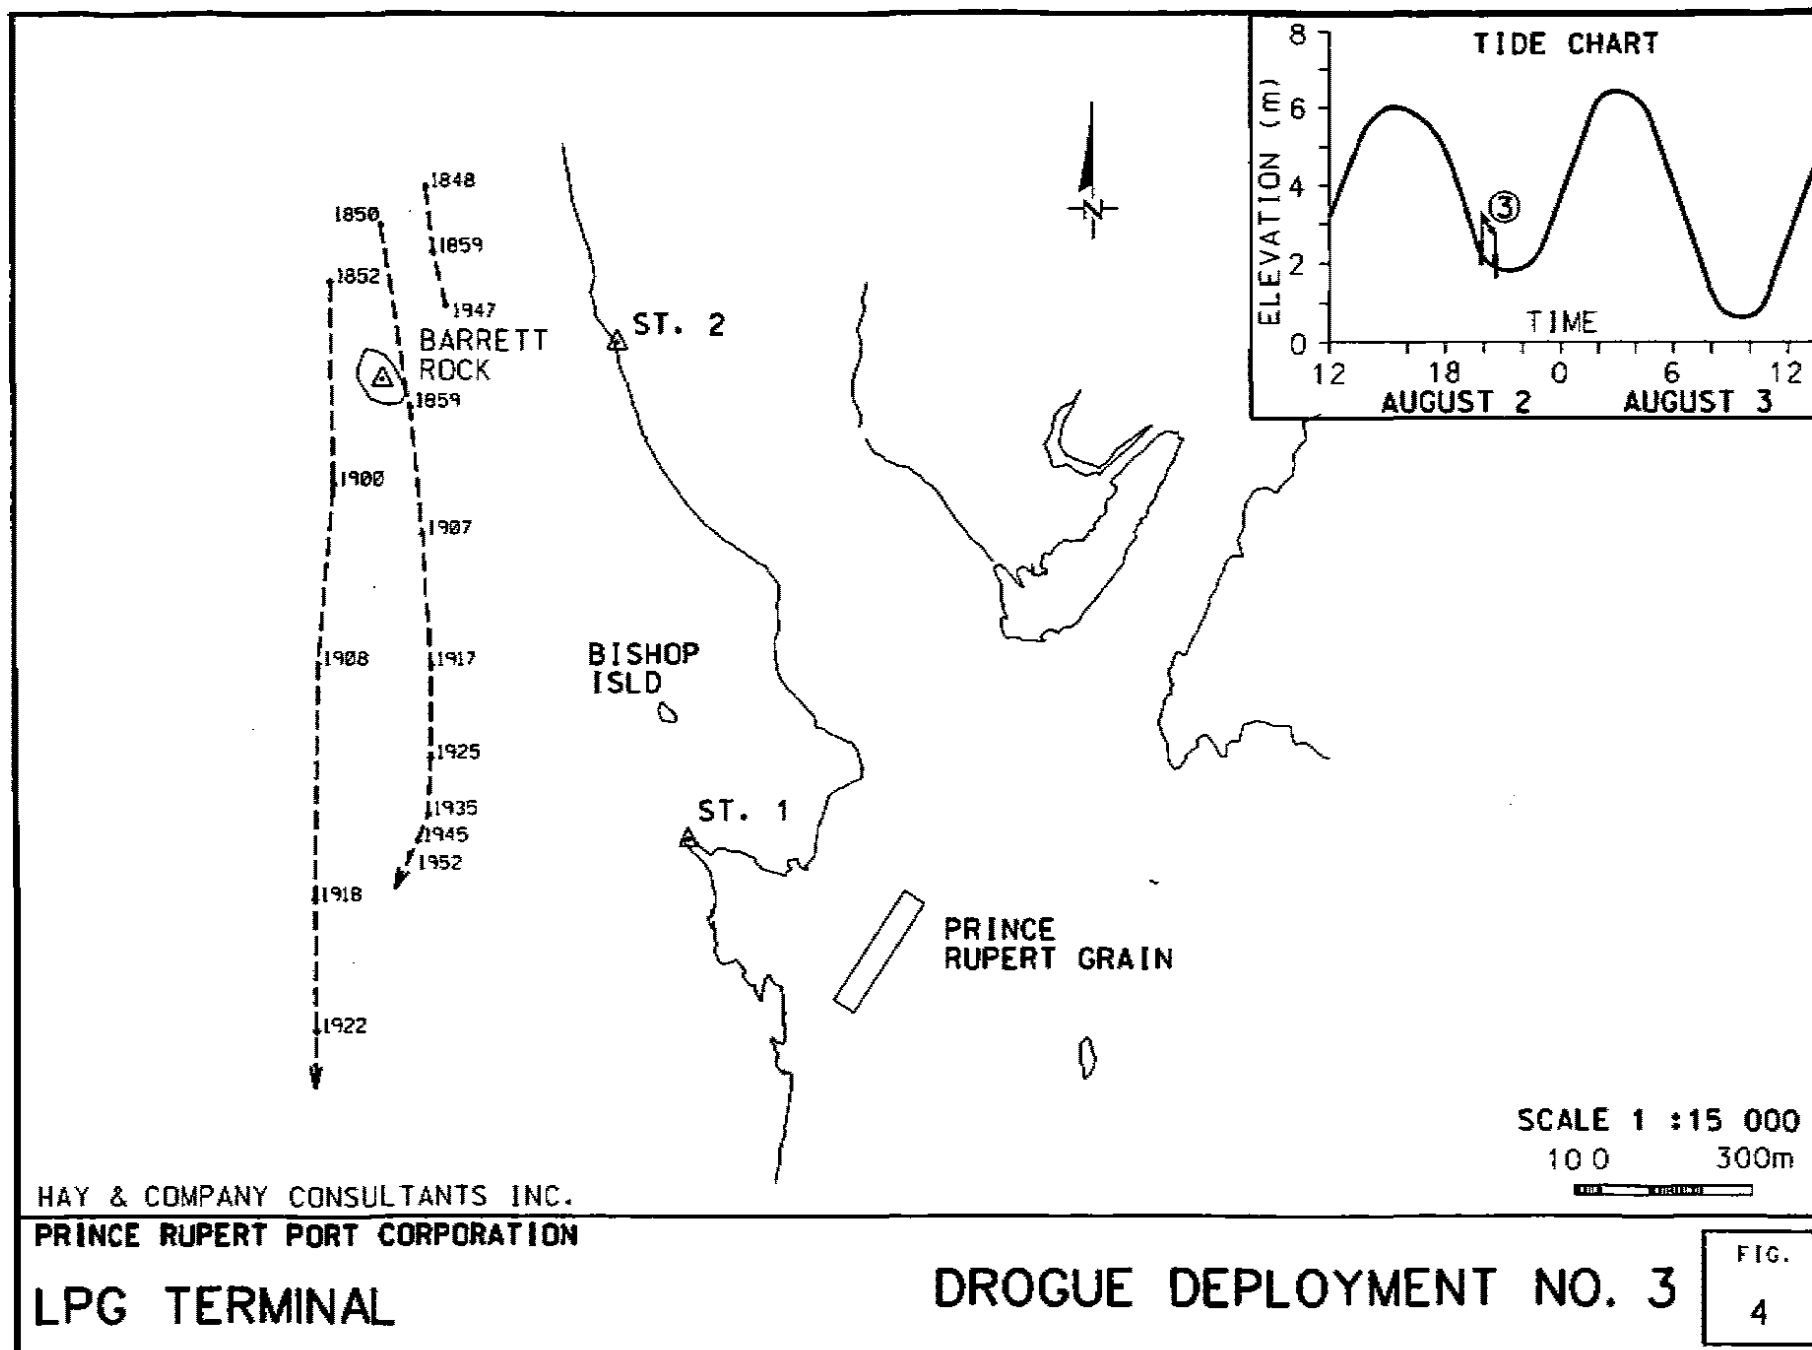 TIDE CHART
8
6
4
2
0
ELEVATION (m)
③
TIME
12 18 0 6 12
AUGUST 2 AUGUST 3
N
1848
1850
1859
1852
1947
BARRETT
ROCK
ST. 2
1859
1900
1907
1908
1917
BISHOP
ISLD
1925
1935
ST. 1
1945
1952
1918
PRINCE
RUPERT GRAIN
1922
SCALE 1 :15 000
100 300m
HAY & COMPANY CONSULTANTS INC.
PRINCE RUPERT PORT CORPORATION
LPG TERMINAL
DROGUE DEPLOYMENT NO. 3
FIG.
4